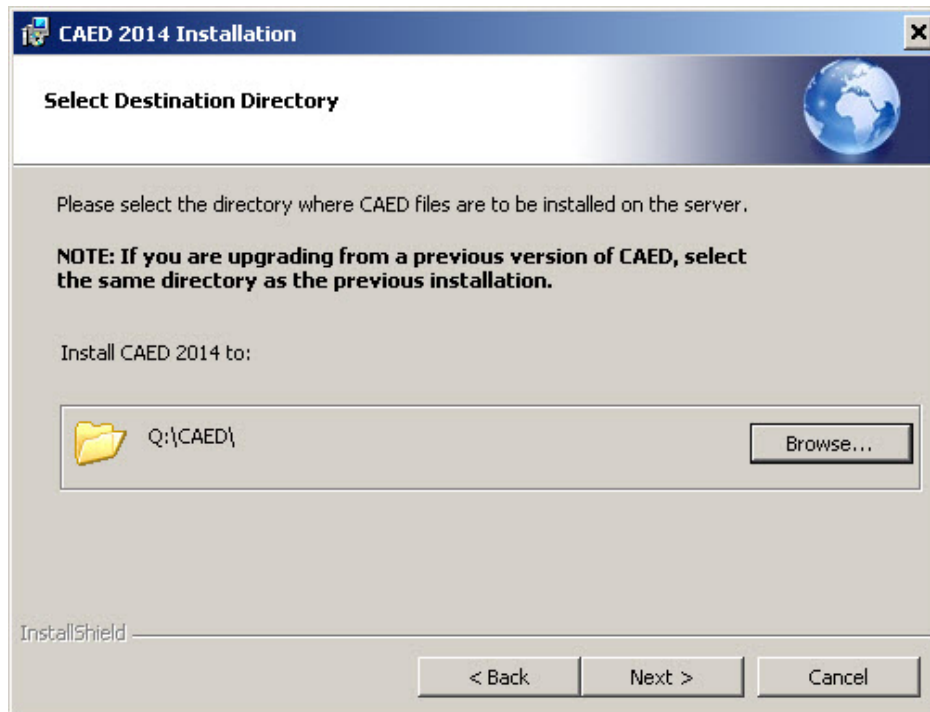 CAED 2014 Installation
Select Destination Directory
Please select the directory where CAED files are to be installed on the server.
NOTE: If you are upgrading from a previous version of CAED, select
the same directory as the previous installation.
Install CAED 2014 to:
Q:\CAED\
Browse...
InstallShield
< Back
Next >
Cancel